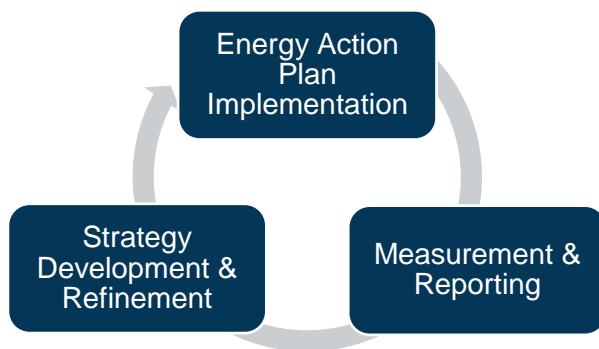 Energy Action
Plan
Implementation
Strategy
Development &
Refinement
Measurement &
Reporting